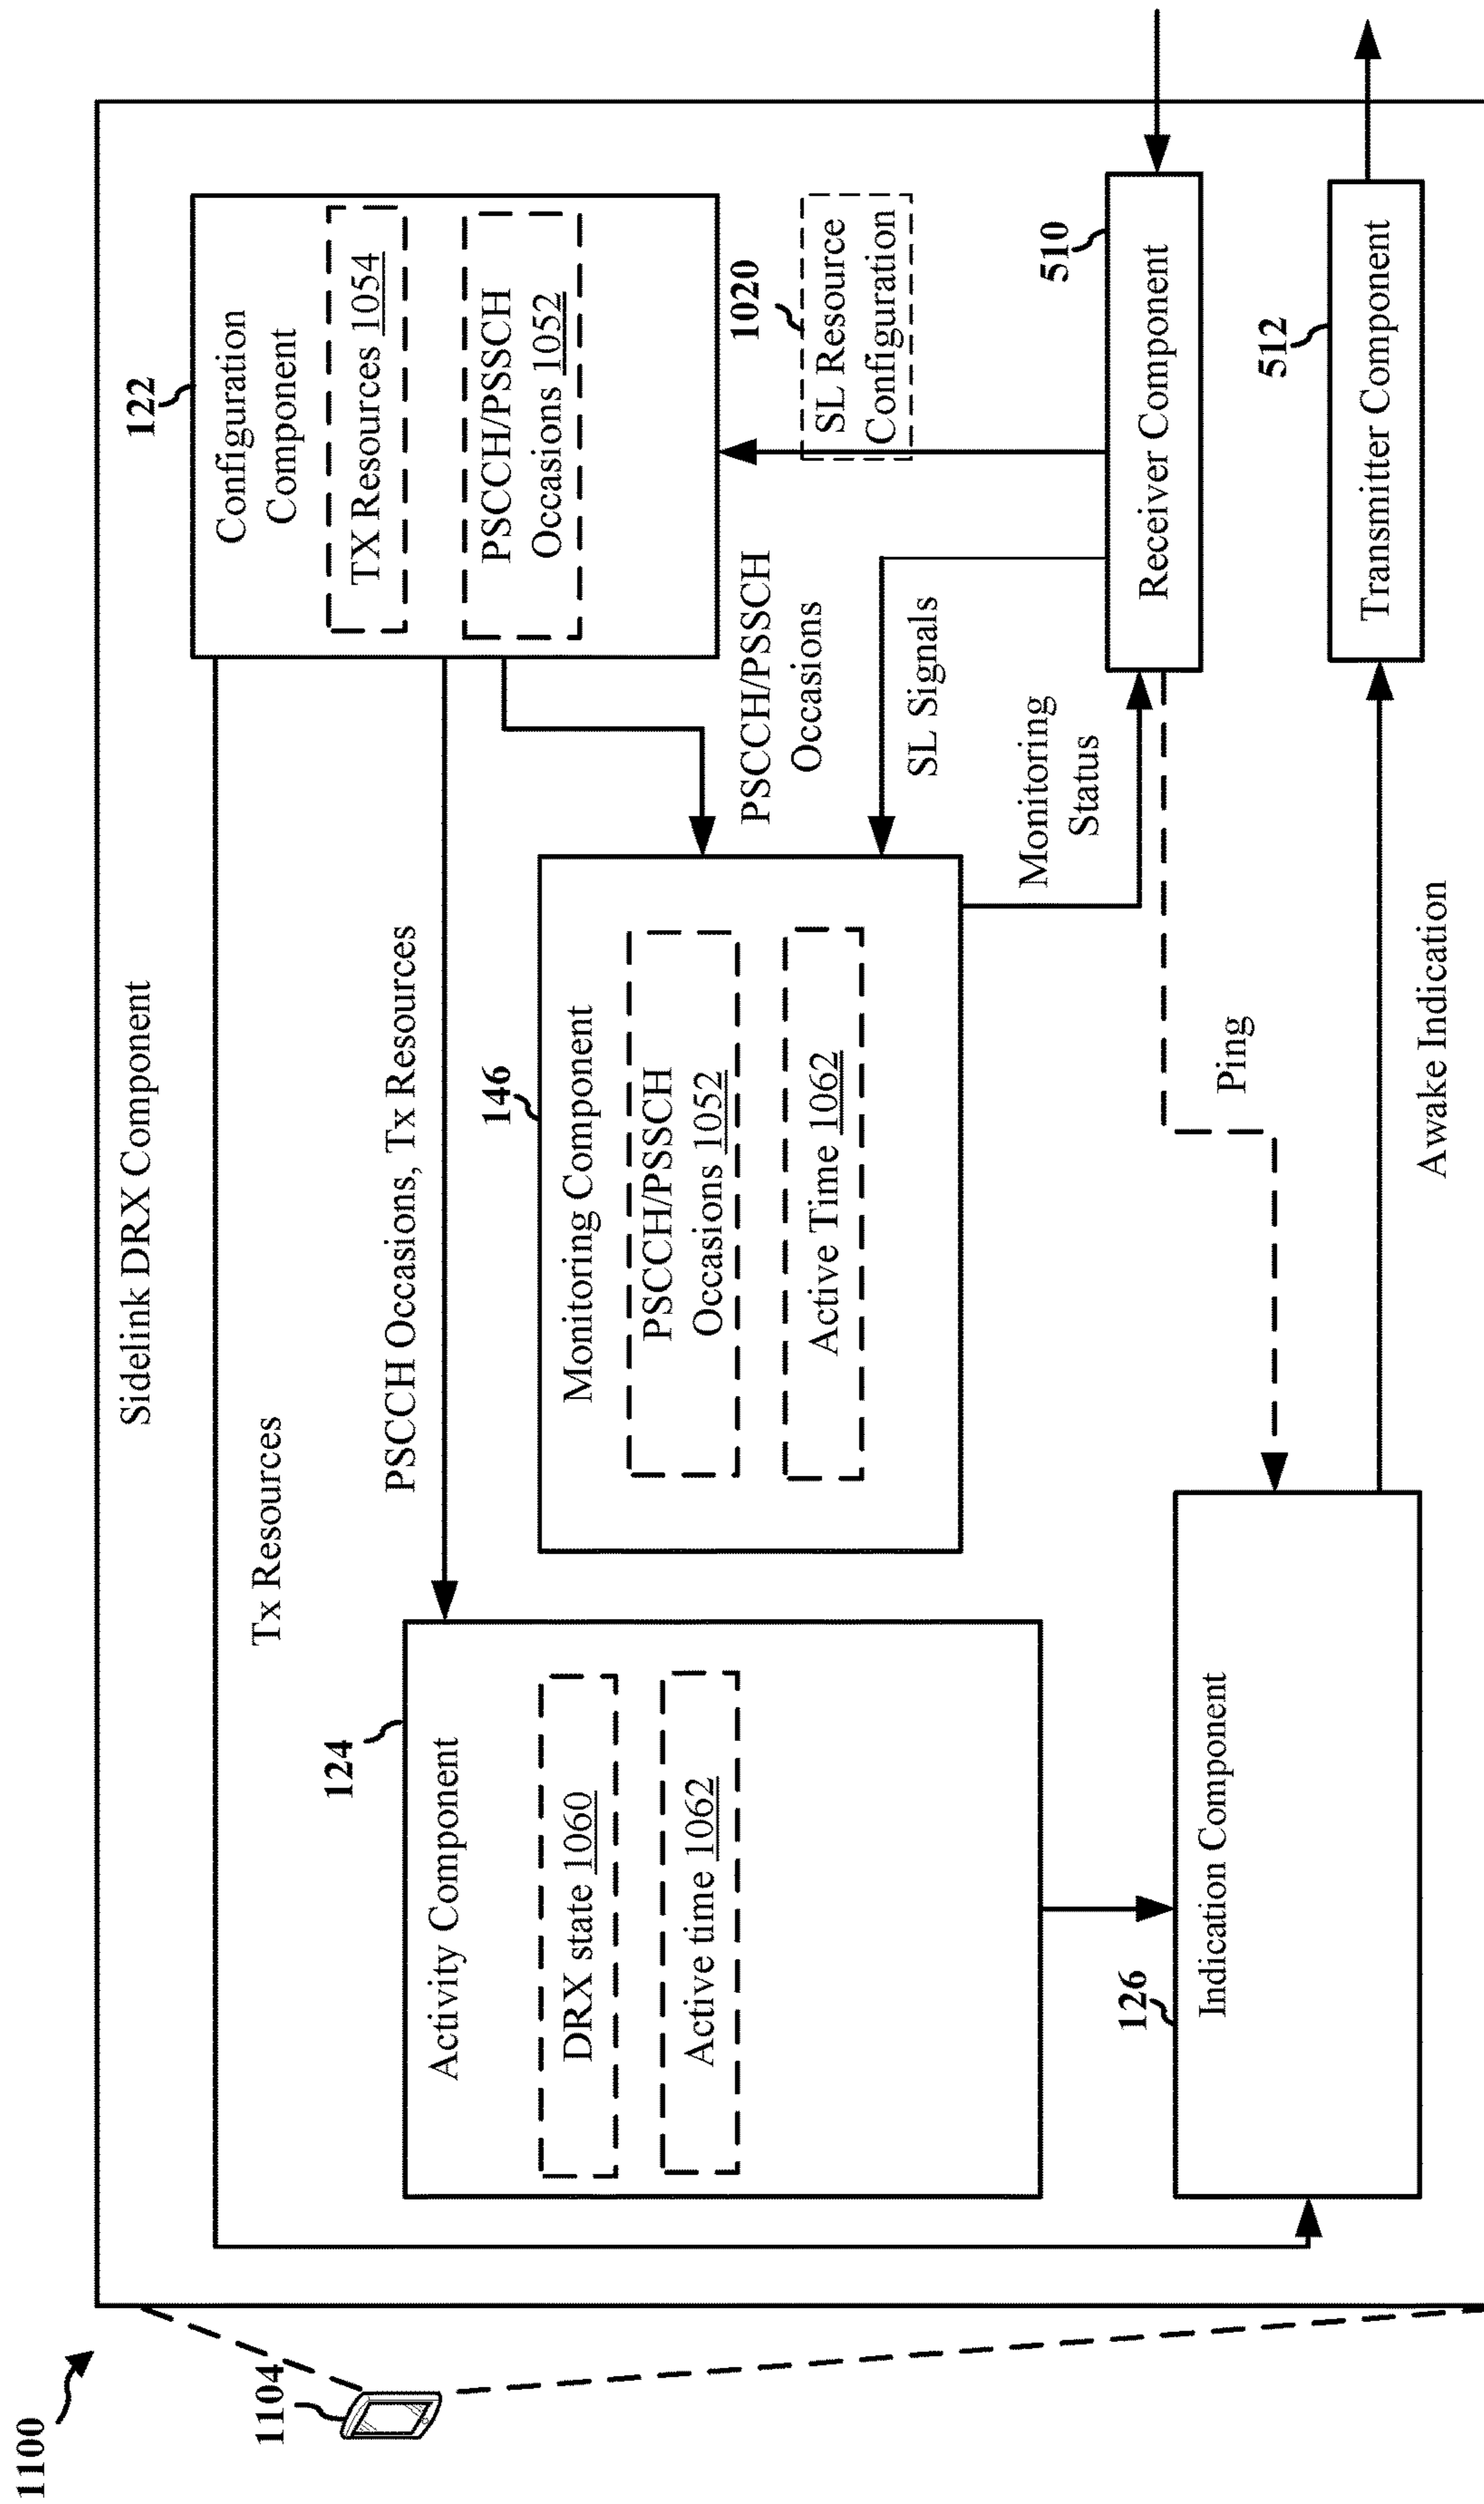 1100
1104
Sidelink DRX Component
Tx Resources
PSCCH Occasions, Tx Resources
122
Configuration
Component
TX Resources 1054
PSCCH/PSSCH
Occasions 1052
124
Activity Component
DRX state 1060
Active time 1062
146
Monitoring Component
PSCCH/PSSCH
Occasions 1052
Active Time 1062
PSCCH/PSSCH
Occasions
1020
SL Resource
Configuration
SL Signals
Monitoring
Status
510
Receiver Component
126
Indication Component
Ping
Awake Indication
512
Transmitter Component